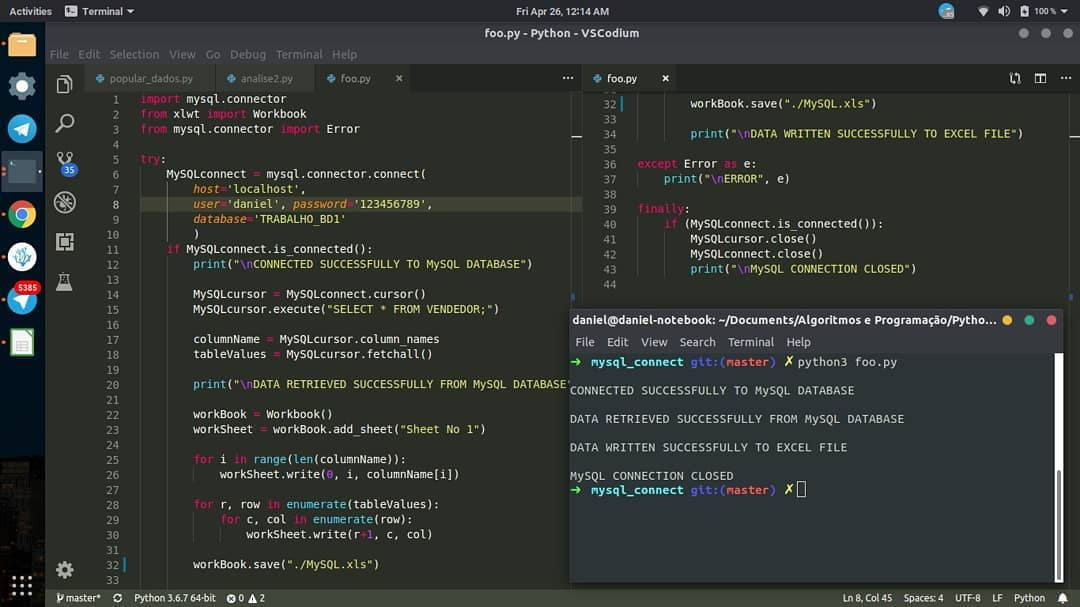 Activities Terminal Fri Apr 26, 12:14 AM 100 %
foo.py - Python - VSCodium
File Edit Selection View Go Debug Terminal Help
popular_dados.py analise2.py foo.py × ···
1 import mysql.connector
2 from xlwt import Workbook
3 from mysql.connector import Error
4
5 try:
6 MySQLconnect = mysql.connector.connect(
7 host='localhost',
8 user='daniel', password='123456789',
9 database='TRABALHO_BD1'
10 )
11 if MySQLconnect.is_connected():
12 print("\nCONNECTED SUCCESSFULLY TO MySQL DATABASE")
13
14 MySQLcursor = MySQLconnect.cursor()
15 MySQLcursor.execute("SELECT * FROM VENDEDOR;")
16
17 columnName = MySQLcursor.column_names
18 tableValues = MySQLcursor.fetchall()
19
20 print("\nDATA RETRIEVED SUCCESSFULLY FROM MySQL DATABASE"
21
22 workBook = Workbook()
23 workSheet = workBook.add_sheet("Sheet No 1")
24
25 for i in range(len(columnName)):
26 workSheet.write(0, i, columnName[i])
27
28 for r, row in enumerate(tableValues):
29 for c, col in enumerate(row):
30 workSheet.write(r+1, c, col)
31
32 workBook.save("./MySQL.xls")
33
foo.py × ···
32 workBook.save("./MySQL.xls")
33
34 print("\nDATA WRITTEN SUCCESSFULLY TO EXCEL FILE")
35
36 except Error as e:
37 print("\nERROR", e)
38
39 finally:
40 if (MySQLconnect.is_connected()):
41 MySQLcursor.close()
42 MySQLconnect.close()
43 print("\nMySQL CONNECTION CLOSED")
44
daniel@daniel-notebook: ~/Documents/Algoritmos e Programação/Pytho...
File Edit View Search Terminal Help
➜ mysql_connect git:(master) ✗ python3 foo.py
CONNECTED SUCCESSFULLY TO MySQL DATABASE
DATA RETRIEVED SUCCESSFULLY FROM MySQL DATABASE
DATA WRITTEN SUCCESSFULLY TO EXCEL FILE
MySQL CONNECTION CLOSED
➜ mysql_connect git:(master) ✗
35
5385
master* Python 3.6.7 64-bit 0 2 Ln 8, Col 45 Spaces: 4 UTF-8 LF Python